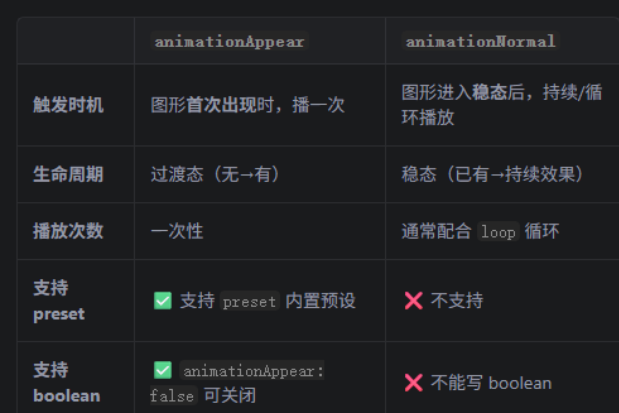 animationAppear animationNormal
触发时机 图形首次出现时，播一次 图形进入稳态后，持续/循
环播放
生命周期 过渡态（无→有） 稳态（已有→持续效果）
播放次数 一次性 通常配合 loop 循环
支持
preset ✅ 支持 preset 内置预设 ❌ 不支持
支持
boolean ✅ animationAppear:
false 可关闭 ❌ 不能写 boolean